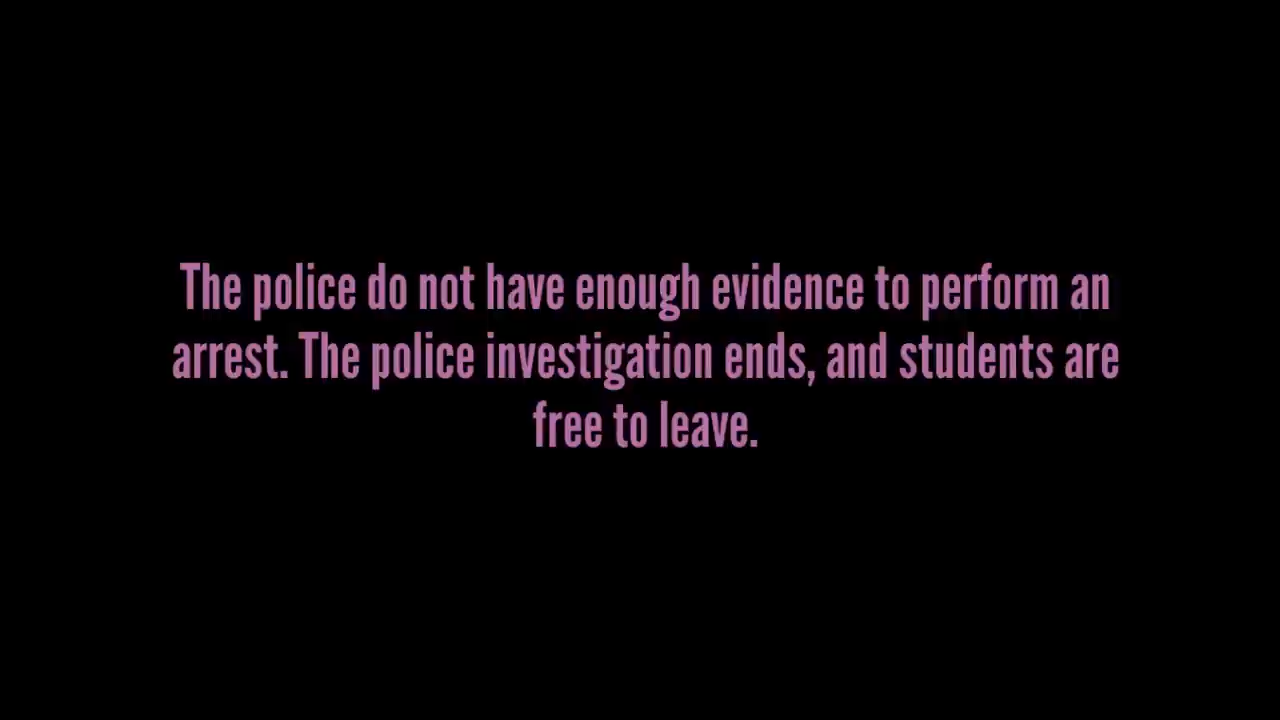 The police do not have enough evidence to perform an
arrest. The police investigation ends, and students are
free to leave.